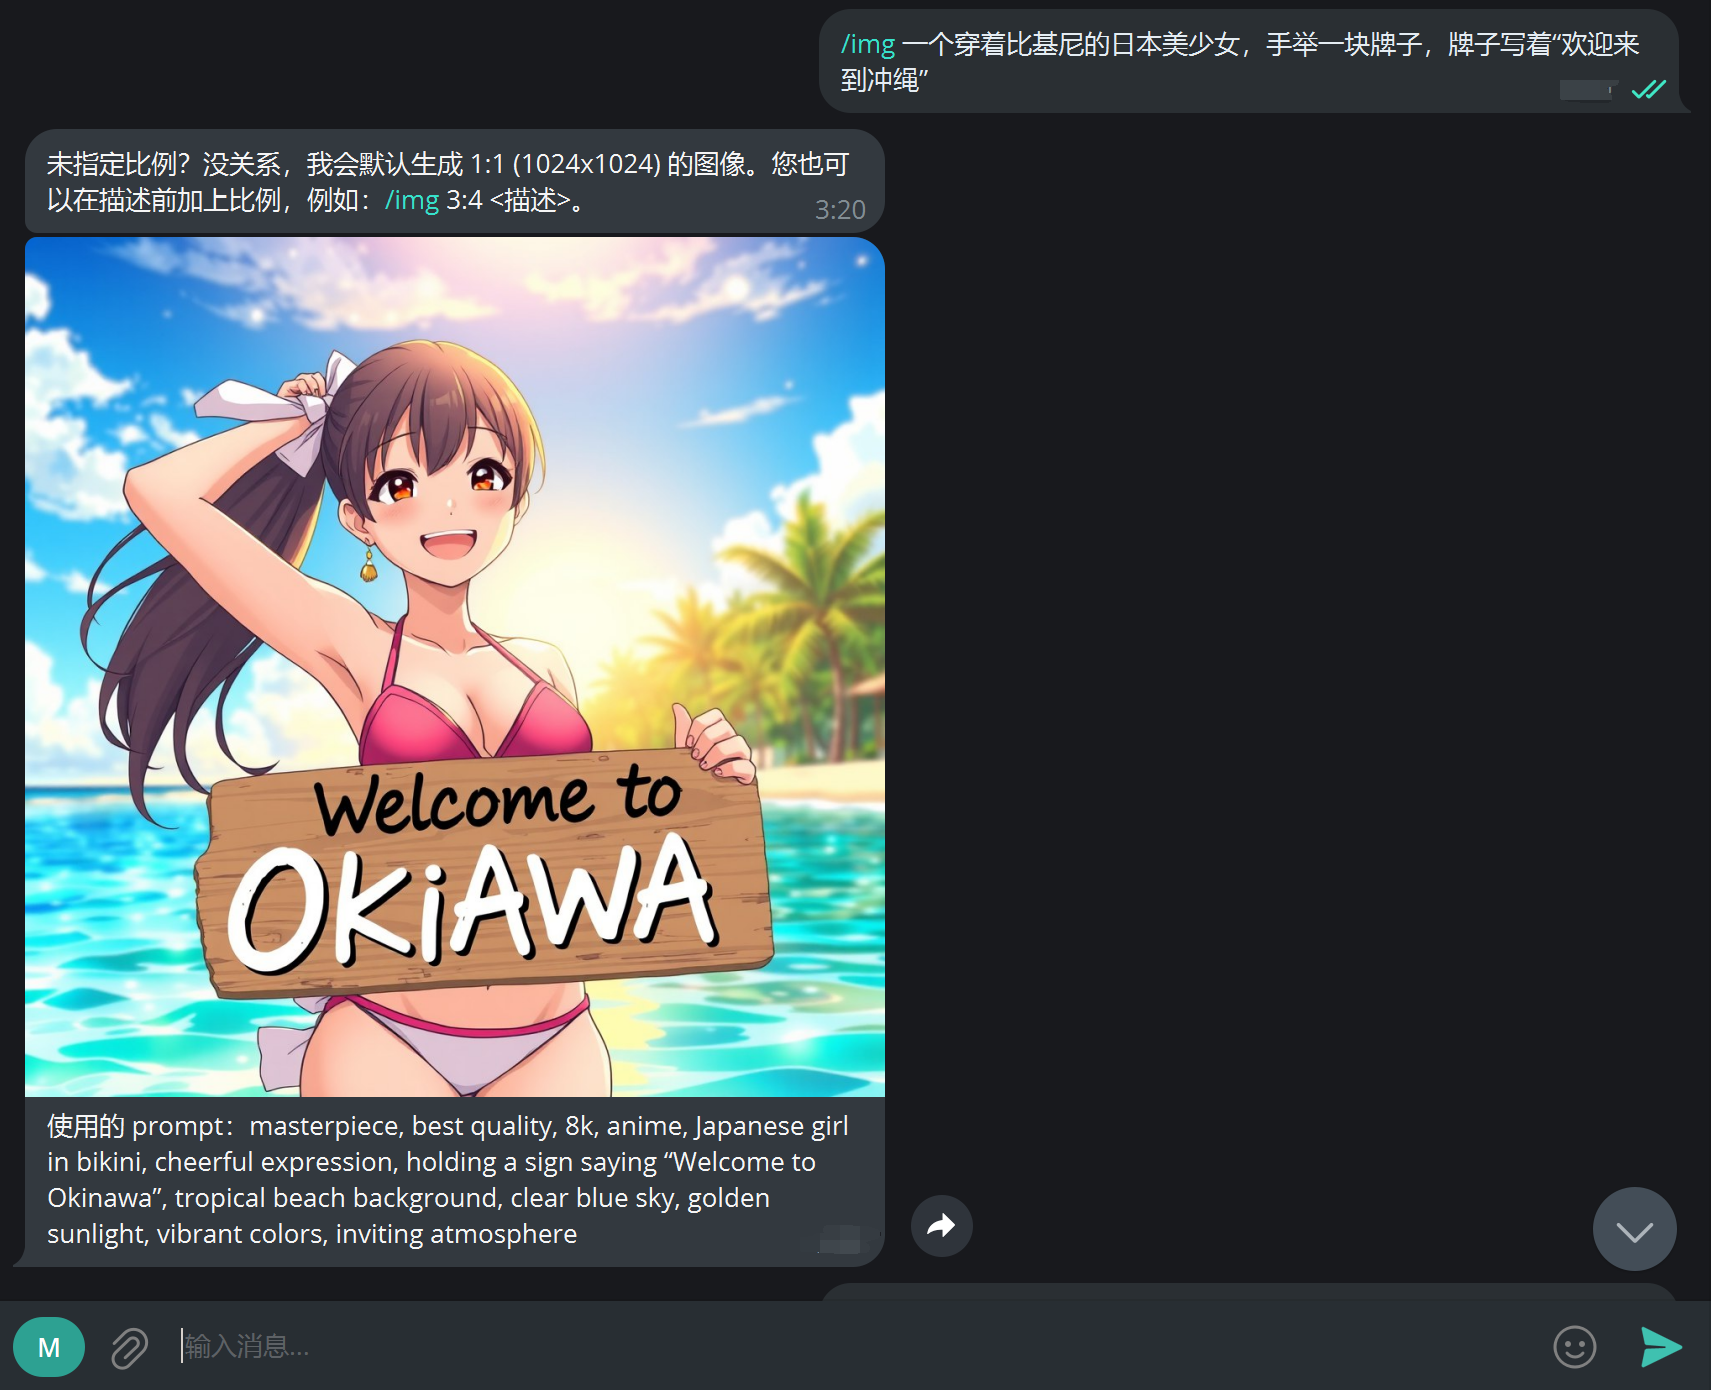 /img 一个穿着比基尼的日本美少女，手举一块牌子，牌子写着“欢迎来
到冲绳”
未指定比例？没关系，我会默认生成 1:1 (1024x1024) 的图像。您也可
以在描述前加上比例，例如：/img 3:4 <描述>。
3:20
Welcome to
OKiAWA
使用的 prompt：masterpiece, best quality, 8k, anime, Japanese girl
in bikini, cheerful expression, holding a sign saying “Welcome to
Okinawa”, tropical beach background, clear blue sky, golden
sunlight, vibrant colors, inviting atmosphere
M
输入消息...